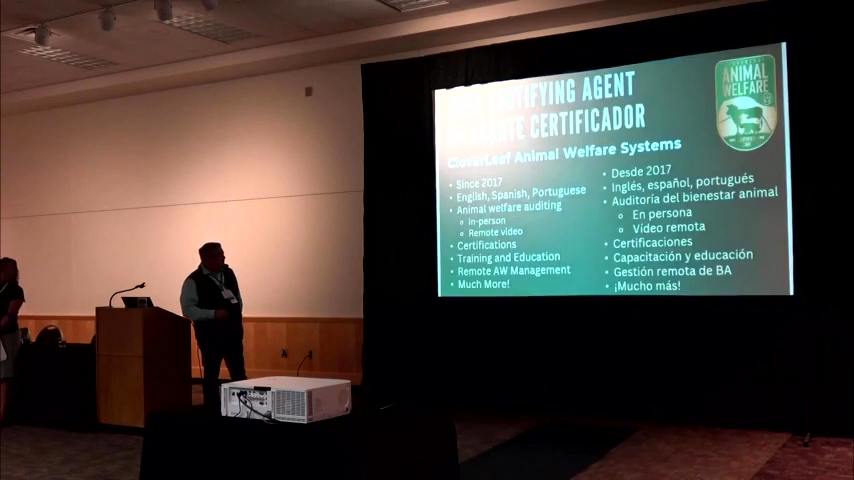 CERTIFYING AGENT
AGENTE CERTIFICADOR
CloverLeaf Animal Welfare Systems
• Since 2017
• English, Spanish, Portuguese
• Animal welfare auditing
○ In-person
○ Remote video
• Certifications
• Training and Education
• Remote AW Management
• Much More!
• Desde 2017
• Inglés, español, portugués
• Auditoría del bienestar animal
○ En persona
○ Vídeo remota
• Certificaciones
• Capacitación y educación
• Gestión remota de BA
• ¡Mucho más!
ANIMAL
WELFARE